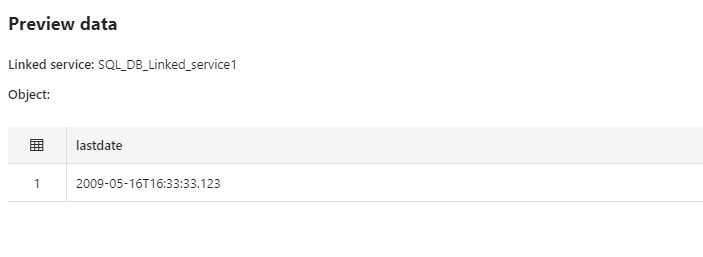 Preview data
Linked service: SQL_DB_Linked_service1
Object:
lastdate
1 2009-05-16T16:33:33.123